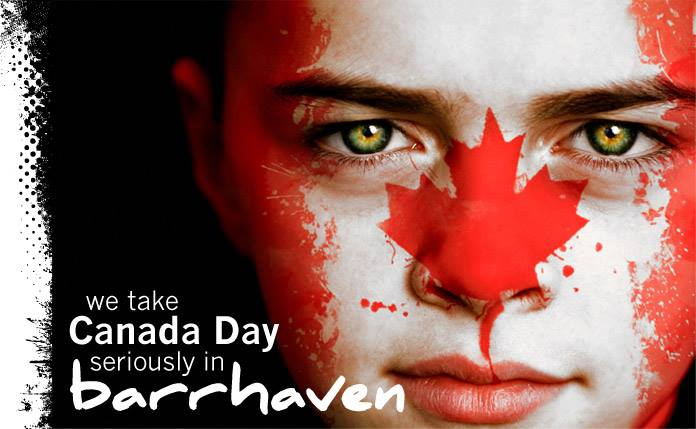 we take
Canada Day
seriously in
barrhaven